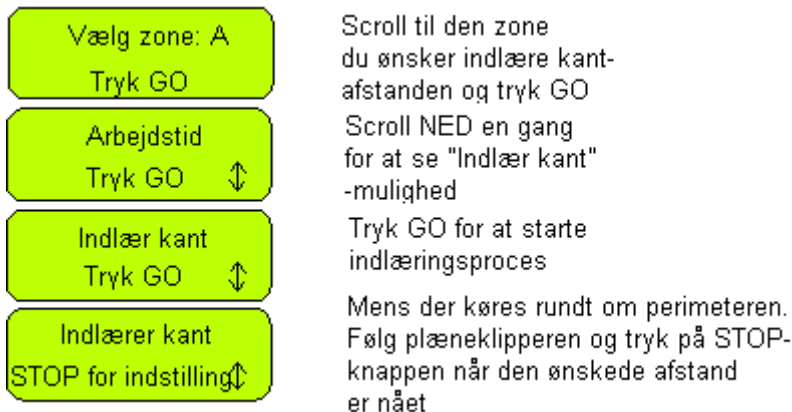 Vælg zone: A
Tryk GO
Scroll til den zone
du ønsker indlære kant-
afstanden og tryk GO
Arbejdstid
Tryk GO
Scroll NED en gang
for at se "Indlær kant"
-mulighed
Indlær kant
Tryk GO
Tryk GO for at starte
indlæringsproces
Indlærer kant
STOP for indstilling
Mens der køres rundt om perimeteren.
Følg plæneklipperen og tryk på STOP-
knappen når den ønskede afstand
er nået